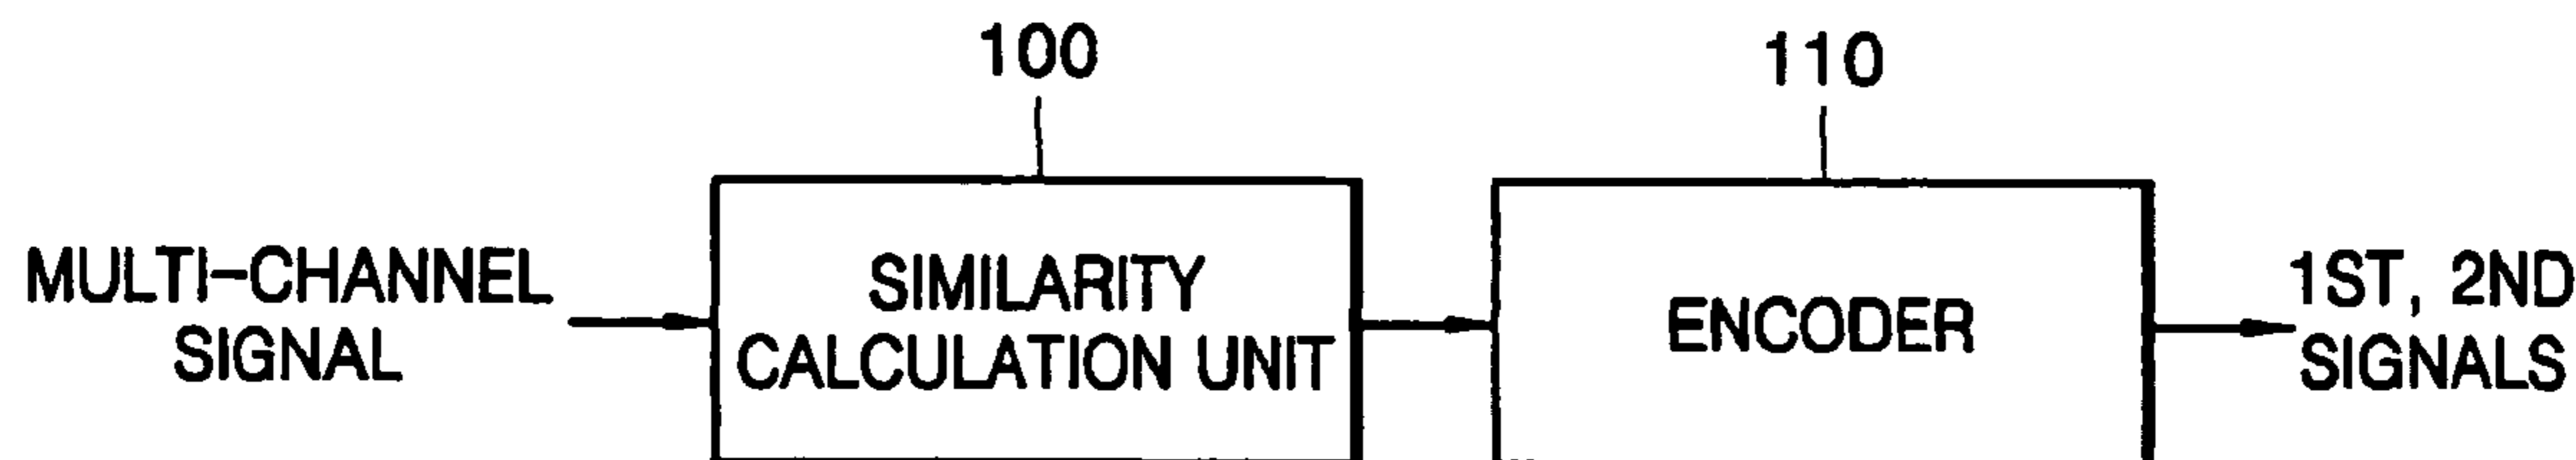 100
110
MULTI-CHANNEL
SIGNAL
SIMILARITY
CALCULATION UNIT
ENCODER
1ST, 2ND
SIGNALS